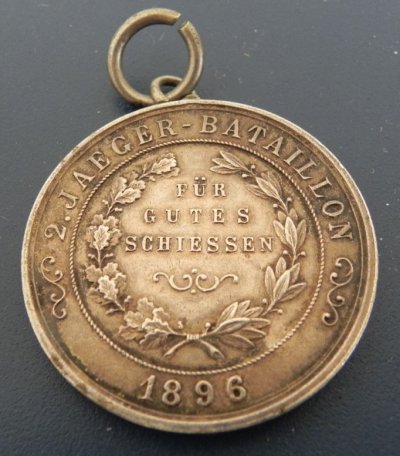 2. JAEGER-BATAILLON
FÜR
GUTES
SCHIESSEN
1896